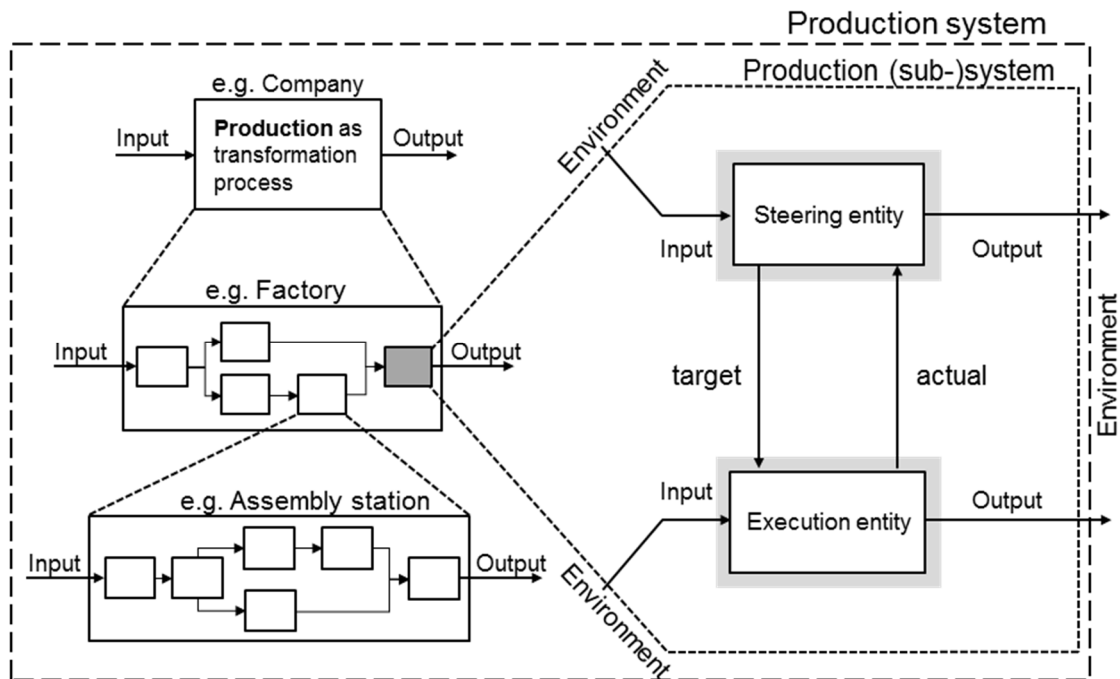 Production system
Production (sub-)system
e.g. Company
Input
Production as
transformation
process
Output
e.g. Factory
Input
Output
e.g. Assembly station
Input
Output
Environment
Input
Steering entity
Output
target
actual
Environment
Input
Execution entity
Output
Environment